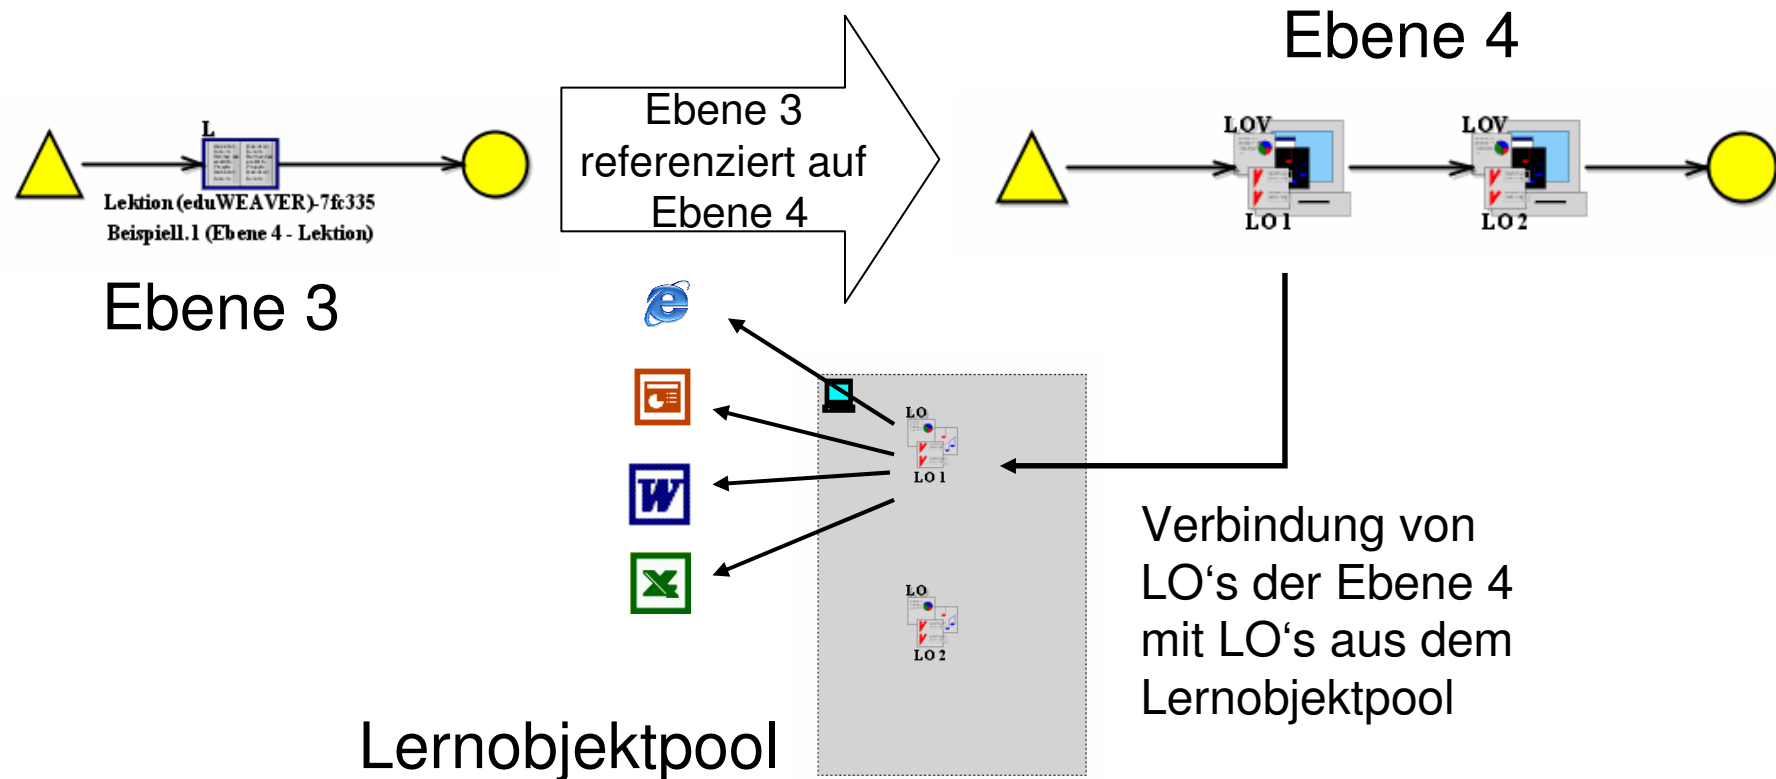 Ebene 4
L
Lektion (eduWEAVER)-7fc335
Beispiel1.1 (Ebene 4 - Lektion)
Ebene 3
Ebene 3
referenziert auf
Ebene 4
LOV
LO 1
LOV
LO 2
LO
LO 1
LO
LO 2
Verbindung von
LO‘s der Ebene 4
mit LO‘s aus dem
Lernobjektpool
Lernobjektpool